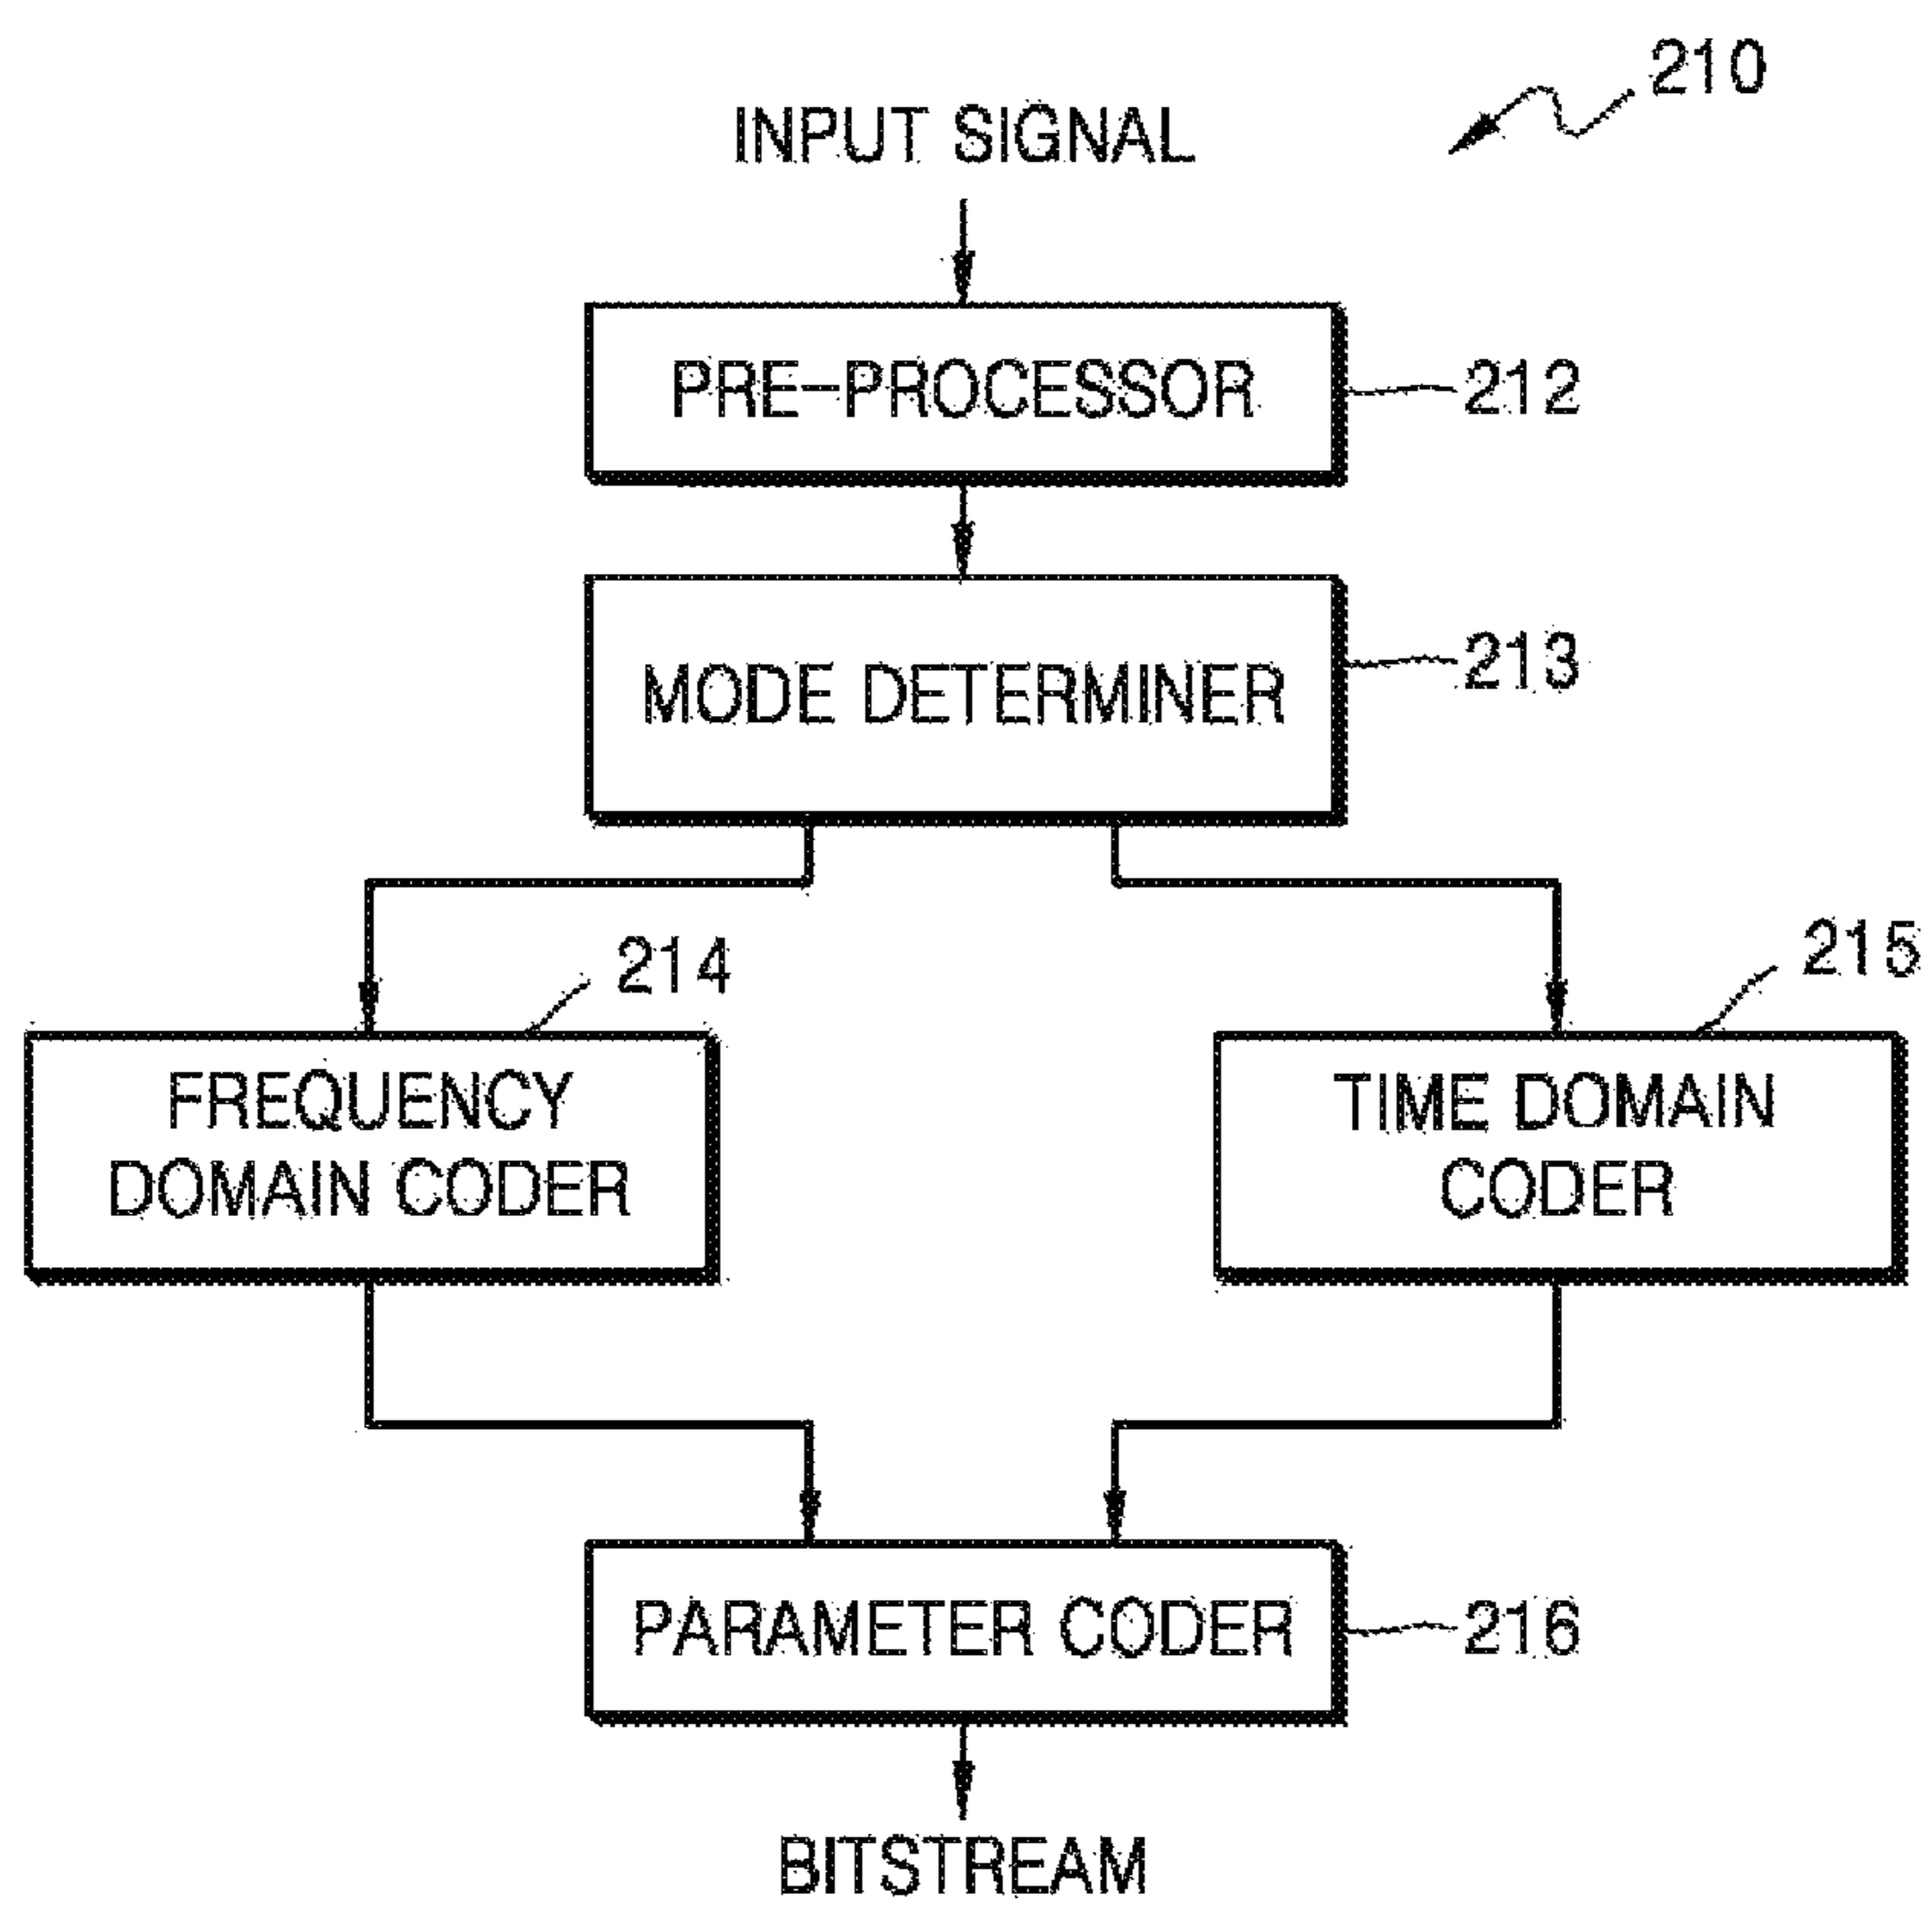 210
INPUT SIGNAL
PRE-PROCESSOR
212
MODE DETERMINER
213
214
215
FREQUENCY
DOMAIN CODER
TIME DOMAIN
CODER
PARAMETER CODER
216
BITSTREAM